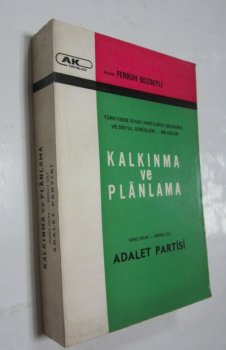 AK
YAYINLARI
FERRUH BOZBEYLİ
TÜRKİYEDE SİYASİ PARTİLERİN EKONOMİK
VE SOSYAL GÖRÜŞLERİ - BELGELER
KALKINMA
ve
PLÂNLAMA
ADALET PARTİSİ
KALKINMA ve PLÂNLAMA
ADALET PARTİSİ